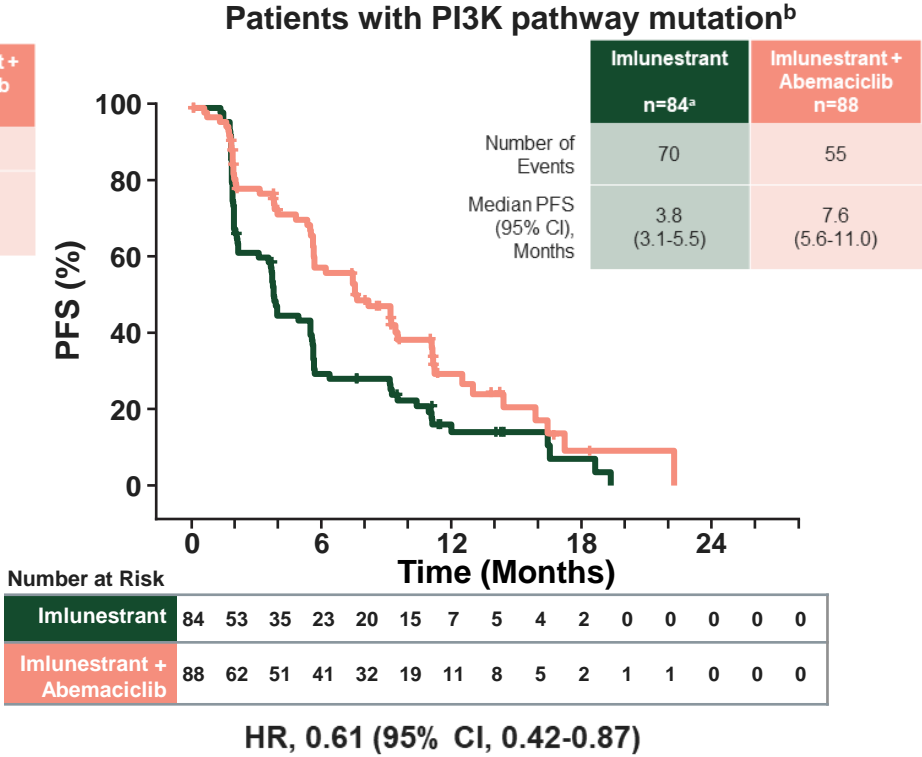 Patients with PI3K pathway mutationᵇ
t +
b
Imlunestrant
n=84ᵃ
Imlunestrant +
Abemaciclib
n=88
Number of
Events
70
55
Median PFS
(95% CI),
Months
3.8
(3.1-5.5)
7.6
(5.6-11.0)
PFS (%)
100
80
60
40
20
0
0 6 12 18 24
Time (Months)
Number at Risk
Imlunestrant 84 53 35 23 20 15 7 5 4 2 0 0 0 0 0
Imlunestrant +
Abemaciclib
88 62 51 41 32 19 11 8 5 2 1 1 0 0 0
HR, 0.61 (95% CI, 0.42-0.87)